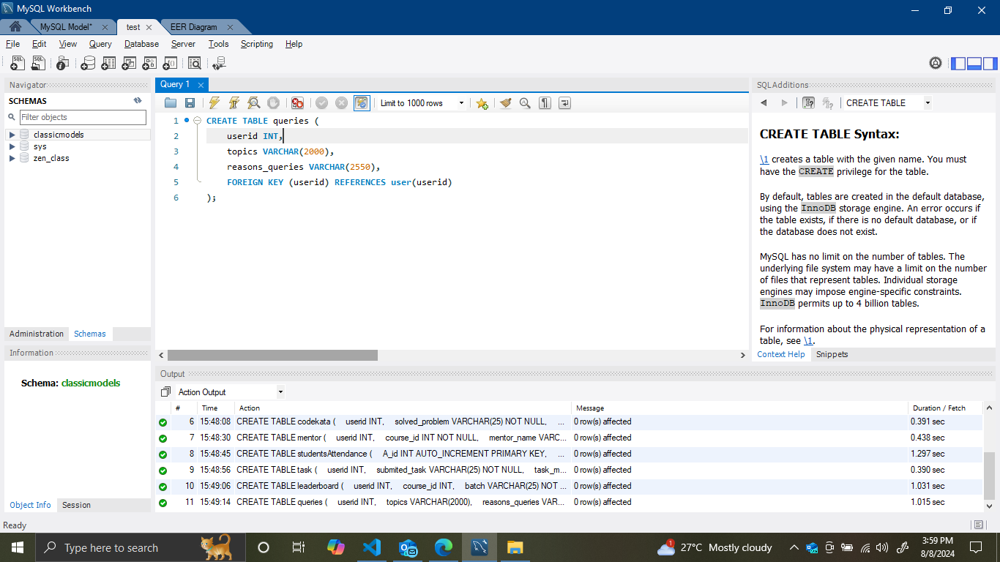 MySQL Workbench
MySQL Model*
test
EER Diagram
File Edit View Query Database Server Tools Scripting Help
Navigator
SCHEMAS
Filter objects
classicmodels
sys
zen_class
Administration Schemas
Information
Schema: classicmodels
Object Info Session
Query 1
Limit to 1000 rows
1 CREATE TABLE queries (
2 userid INT,
3 topics VARCHAR(2000),
4 reasons_queries VARCHAR(2550),
5 FOREIGN KEY (userid) REFERENCES user(userid)
6 );
SQLAdditions
CREATE TABLE
CREATE TABLE Syntax:
\1 creates a table with the given name. You must
have the CREATE privilege for the table.
By default, tables are created in the default database,
using the InnoDB storage engine. An error occurs if
the table exists, if there is no default database, or if
the database does not exist.
MySQL has no limit on the number of tables. The
underlying file system may have a limit on the number
of files that represent tables. Individual storage
engines may impose engine-specific constraints.
InnoDB permits up to 4 billion tables.
For information about the physical representation of a
table, see \1.
Context Help Snippets
Output
Action Output
# Time Action Message Duration / Fetch
6 15:48:08 CREATE TABLE codekata ( userid INT, solved_problem VARCHAR(25) NOT NULL, ... 0 row(s) affected 0.391 sec
7 15:48:30 CREATE TABLE mentor ( userid INT, course_id INT NOT NULL, mentor_name VARC... 0 row(s) affected 0.438 sec
8 15:48:45 CREATE TABLE studentsAttendance ( A_id INT AUTO_INCREMENT PRIMARY KEY, ... 0 row(s) affected 1.297 sec
9 15:48:56 CREATE TABLE task ( userid INT, submited_task VARCHAR(25) NOT NULL, task_m... 0 row(s) affected 0.390 sec
10 15:49:06 CREATE TABLE leaderboard ( userid INT, course_id INT, batch VARCHAR(25) NOT ... 0 row(s) affected 1.031 sec
11 15:49:14 CREATE TABLE queries ( userid INT, topics VARCHAR(2000), reasons_queries VAR... 0 row(s) affected 1.015 sec
Ready
Type here to search
1
27°C Mostly cloudy
3:59 PM
8/8/2024